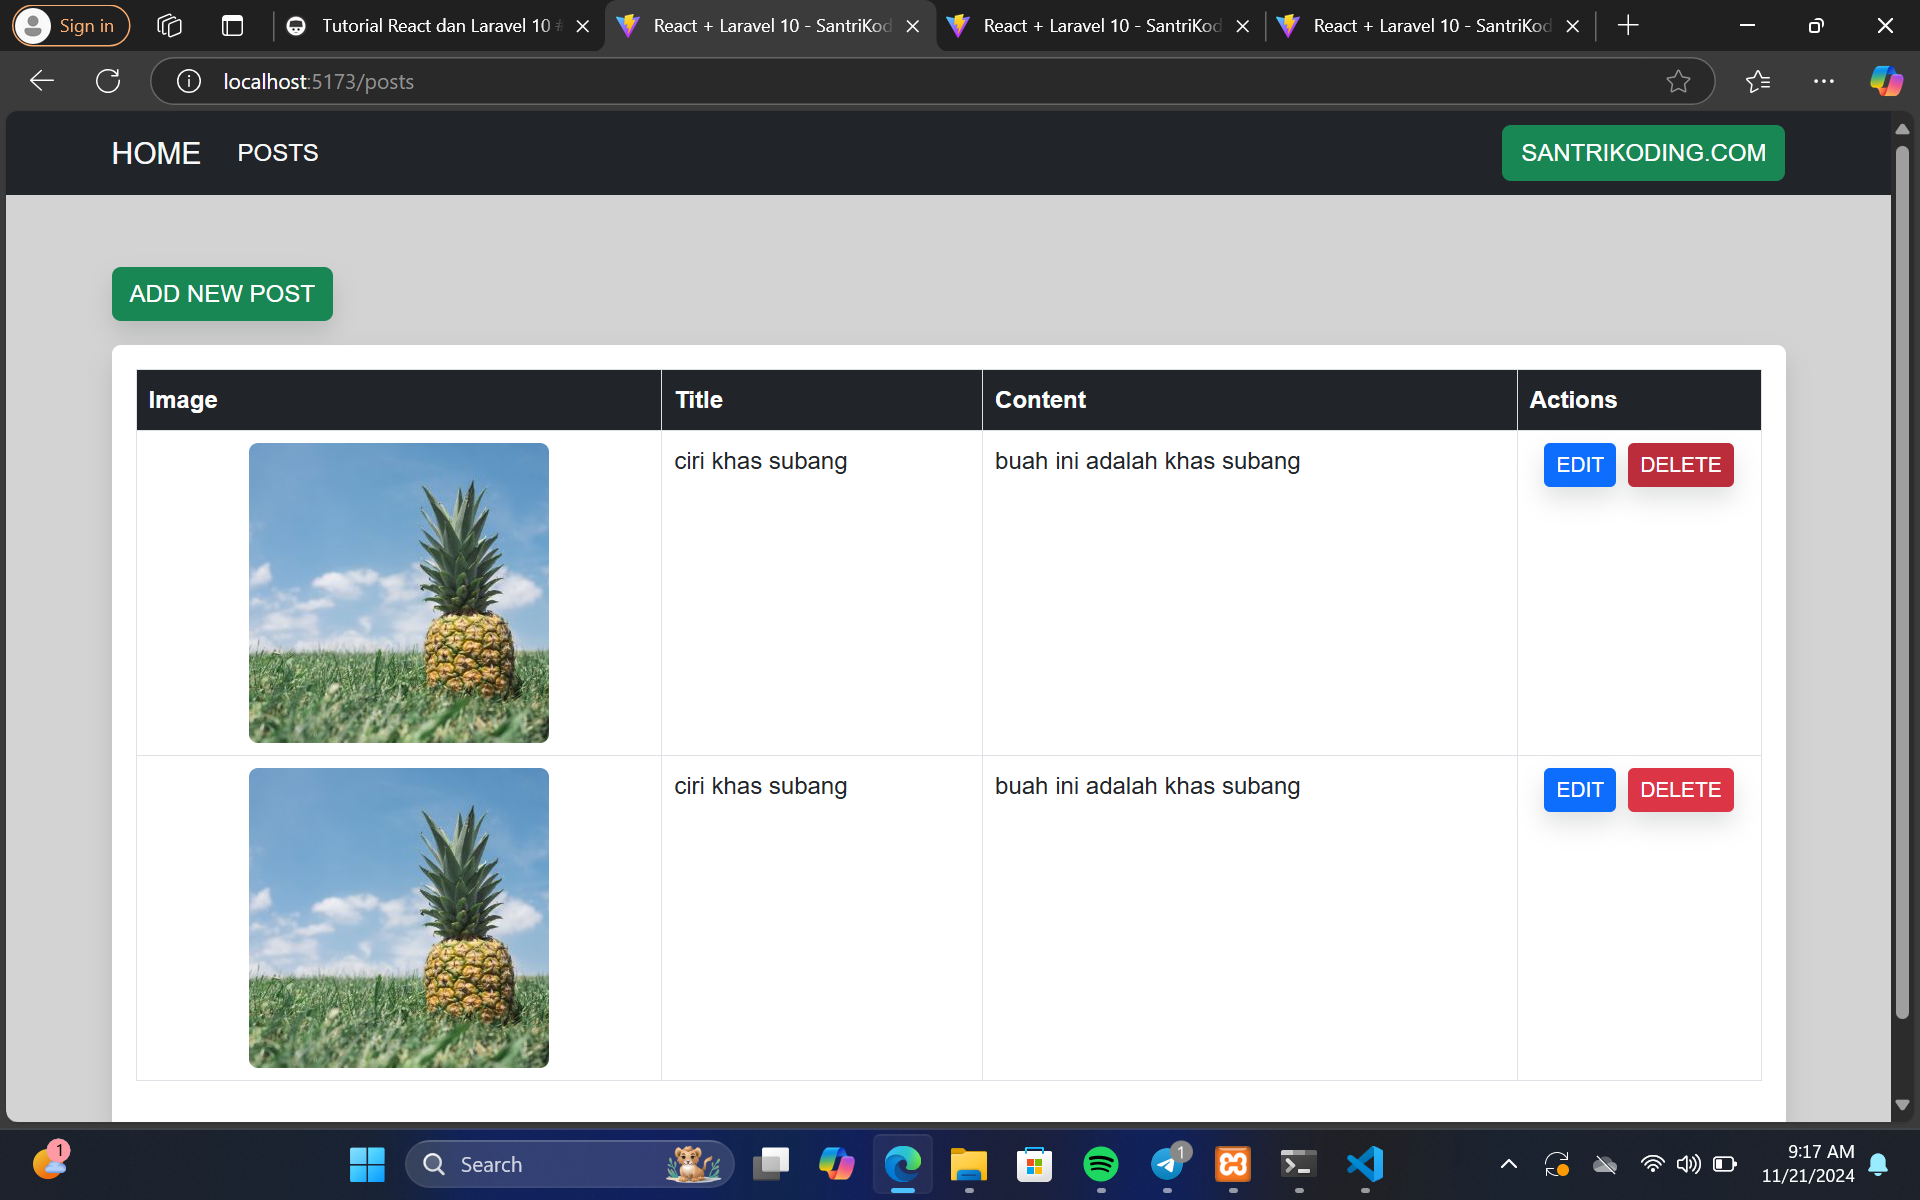 Sign in
Tutorial React dan Laravel 10 #
React + Laravel 10 - SantriKod
React + Laravel 10 - SantriKod
React + Laravel 10 - SantriKod
localhost:5173/posts
HOME
POSTS
SANTRIKODING.COM
ADD NEW POST
Image
Title
Content
Actions
ciri khas subang
buah ini adalah khas subang
EDIT
DELETE
ciri khas subang
buah ini adalah khas subang
EDIT
DELETE
1
Search
1
9:17 AM
11/21/2024